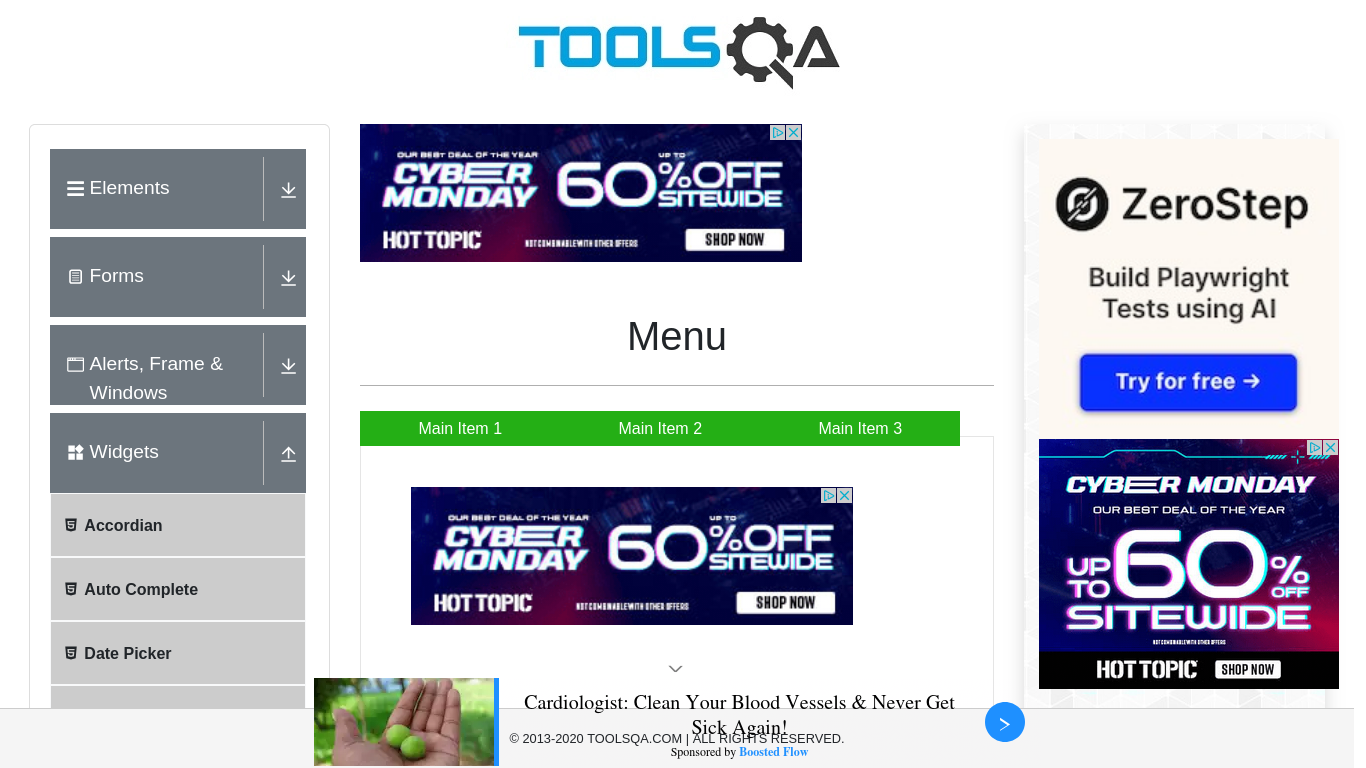 TOOLSQA
Elements
Forms
Alerts, Frame &
Windows
Widgets
Accordian
Auto Complete
Date Picker
OUR BEST DEAL OF THE YEAR
CYBER
MONDAY
UP TO
60%OFF
SITEWIDE
HOT TOPIC
NOT COMBINABLE WITH OTHER OFFERS
SHOP NOW
Menu
Main Item 1
Main Item 2
Main Item 3
OUR BEST DEAL OF THE YEAR
CYBER
MONDAY
UP TO
60%OFF
SITEWIDE
HOT TOPIC
NOT COMBINABLE WITH OTHER OFFERS
SHOP NOW
ZeroStep
Build Playwright
Tests using AI
Try for free →
CYBER MONDAY
OUR BEST DEAL OF THE YEAR
UP TO 60% OFF
SITEWIDE
NOT COMBINABLE WITH OTHER OFFERS
HOT TOPIC
SHOP NOW
Cardiologist: Clean Your Blood Vessels & Never Get
Sick Again!
© 2013-2020 TOOLSQA.COM | ALL RIGHTS RESERVED.
Sponsored by Boosted Flow